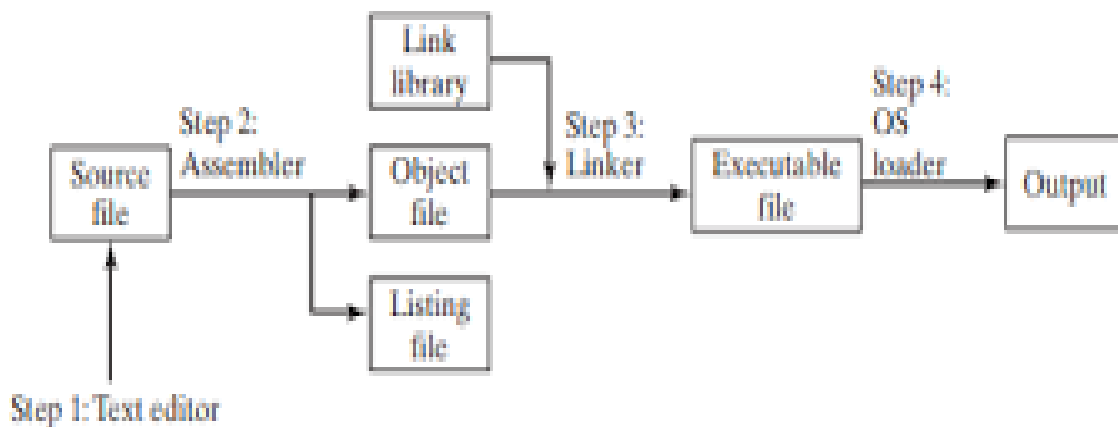 Link
library
Step 4:
OS
loader
Step 2:
Assembler
Step 3:
Linker
Source
file
Object
file
Executable
file
Output
Listing
file
Step 1: Text editor